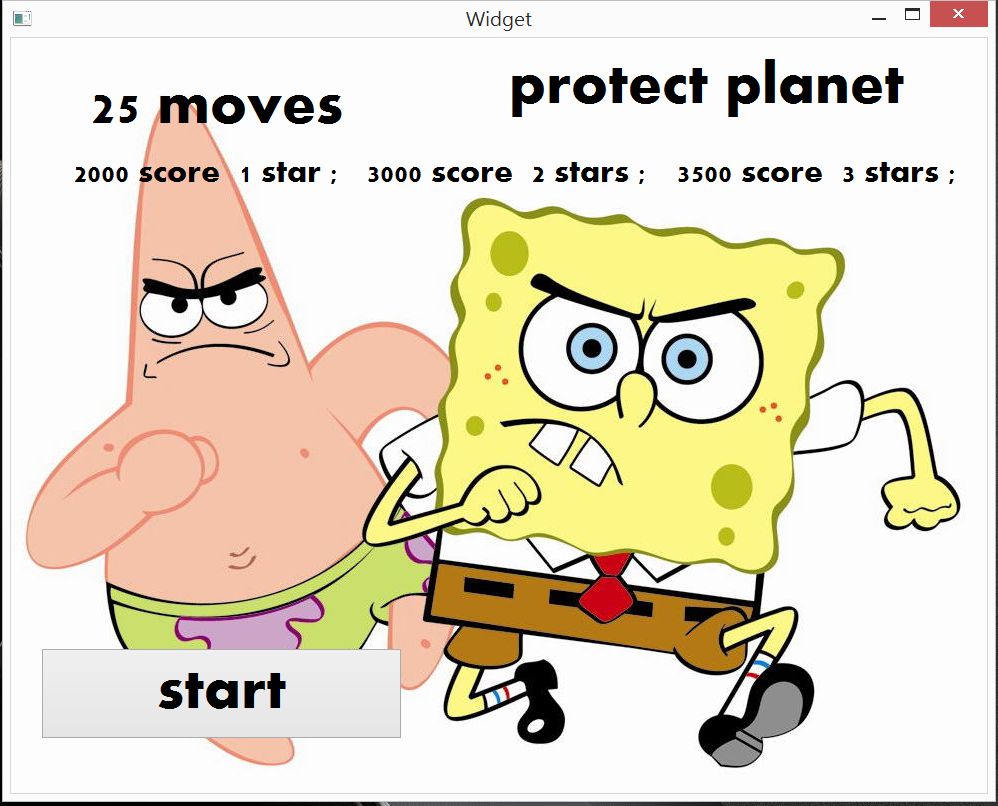 Widget
25 moves
protect planet
2000 score 1 star ; 3000 score 2 stars ; 3500 score 3 stars ;
start